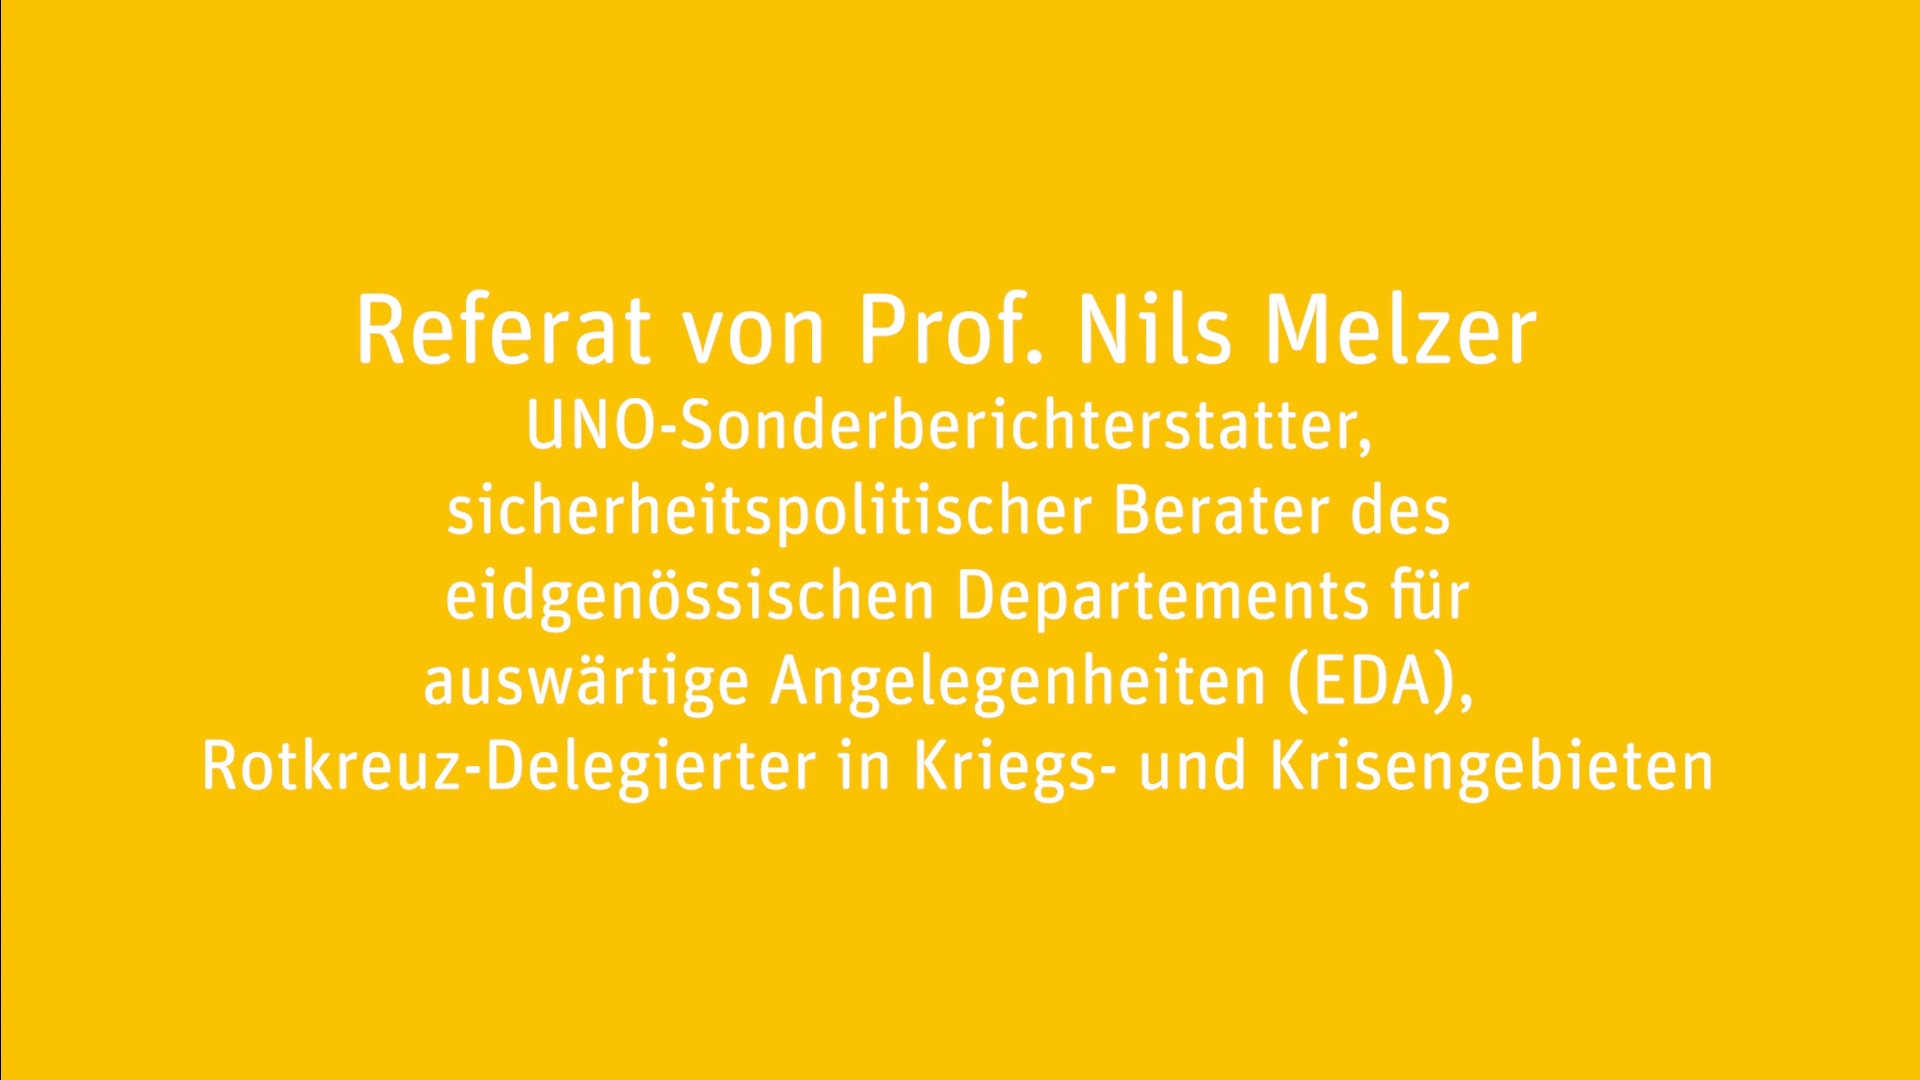 Referat von Prof. Nils Melzer
UNO-Sonderberichterstatter,
sicherheitspolitischer Berater des
eidgenössischen Departements für
auswärtige Angelegenheiten (EDA),
Rotkreuz-Delegierter in Kriegs- und Krisengebieten